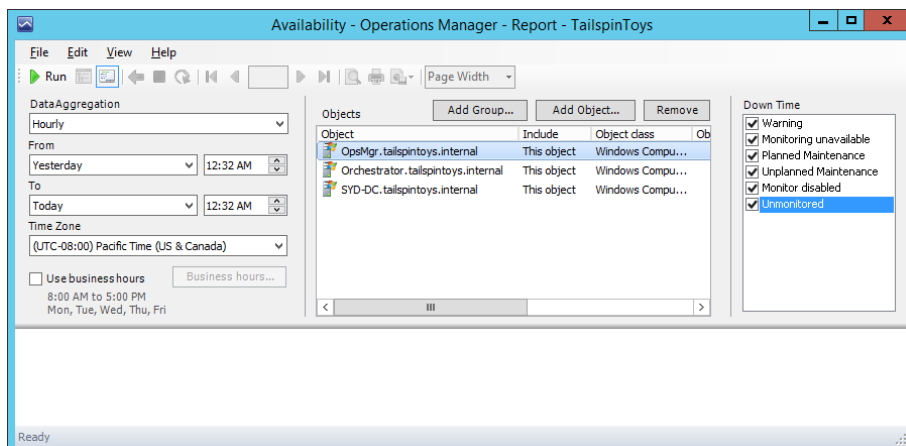 Availability - Operations Manager - Report - TailspinToys
File Edit View Help
Run Page Width
Data Aggregation
Hourly
From
Yesterday 12:32 AM
To
Today 12:32 AM
Time Zone
(UTC-08:00) Pacific Time (US & Canada)
Use business hours Business hours...
8:00 AM to 5:00 PM
Mon, Tue, Wed, Thu, Fri
Objects Add Group... Add Object... Remove
Object Include Object class Ob
OpsMgr.tailspintoys.internal This object Windows Compu...
Orchestrator.tailspintoys.internal This object Windows Compu...
SYD-DC.tailspintoys.internal This object Windows Compu...
Down Time
Warning
Monitoring unavailable
Planned Maintenance
Unplanned Maintenance
Monitor disabled
Unmonitored
Ready